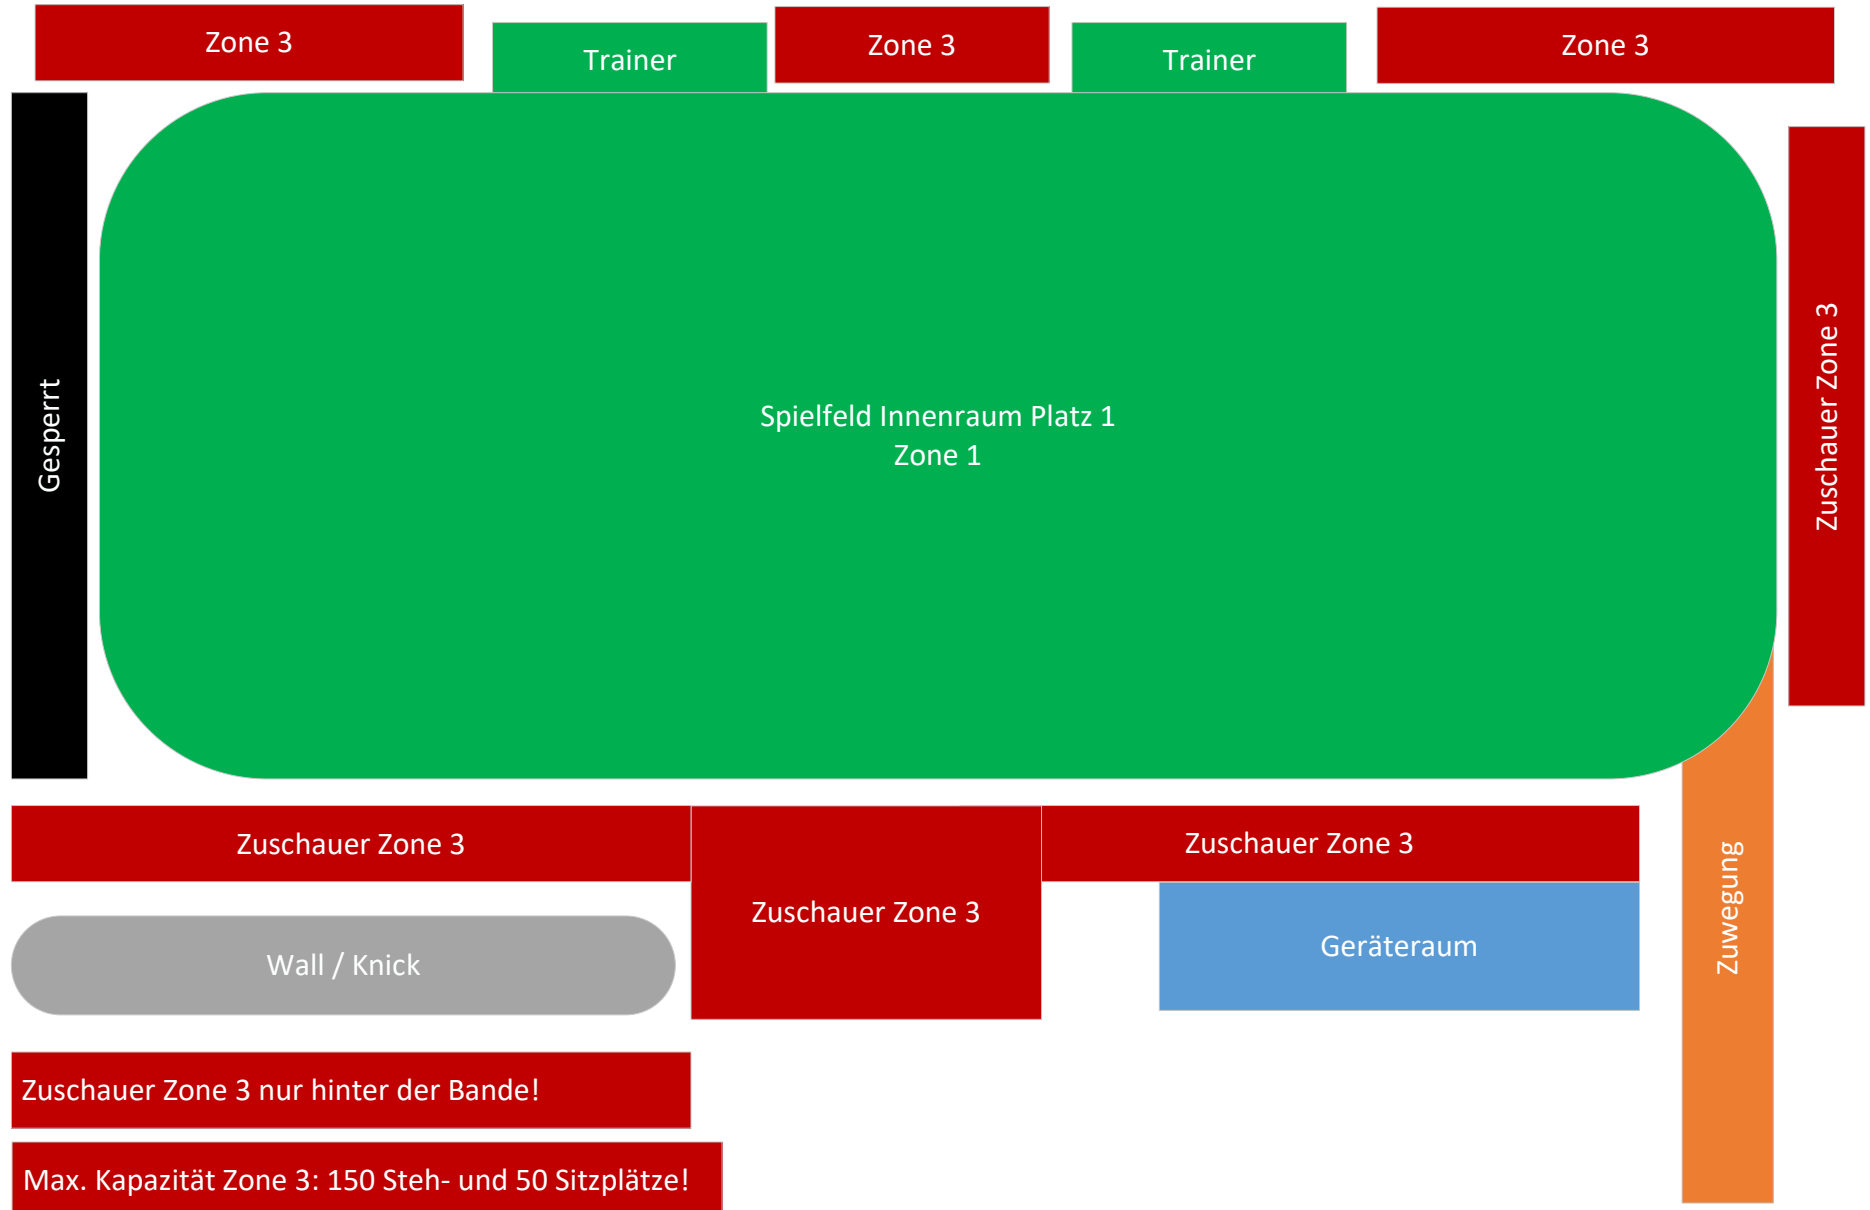 Zone 3
Trainer
Zone 3
Trainer
Zone 3
Gesperrt
Spielfeld Innenraum Platz 1
Zone 1
Zuschauer Zone 3
Zuschauer Zone 3
Zuschauer Zone 3
Zuschauer Zone 3
Wall / Knick
Geräteraum
Zuwegung
Zuschauer Zone 3 nur hinter der Bande!
Max. Kapazität Zone 3: 150 Steh- und 50 Sitzplätze!